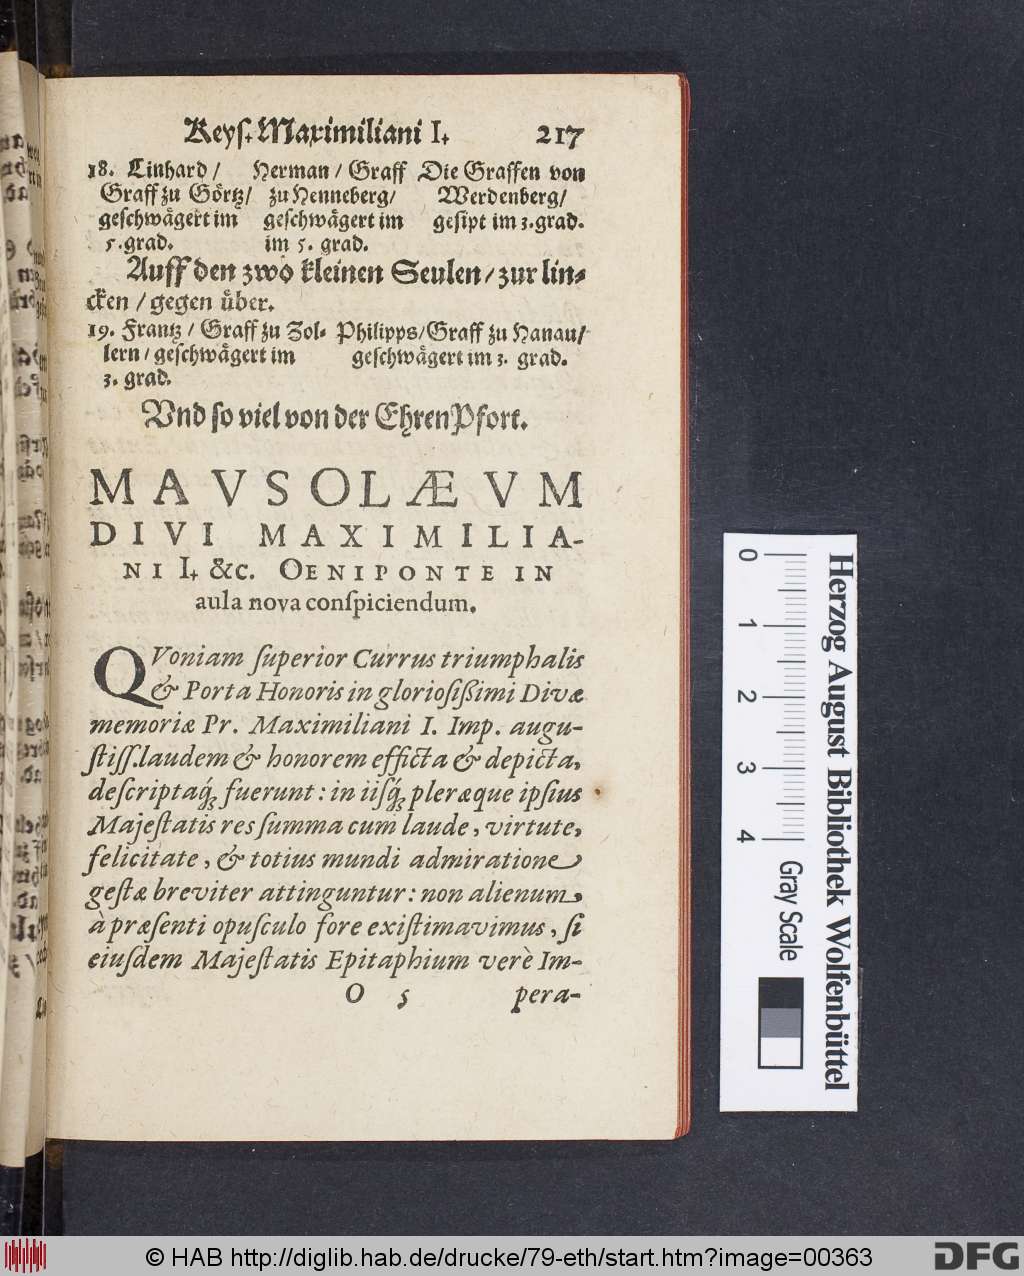 Keys. Maximiliani I. 217
18. Linhard / Herman / Graff Die Graffen von
Graff zu Görtz/ zu Henneberg/ Werdenberg/
geschwägert im geschwägert im gesipt im 3.grad.
5.grad. im 5. grad.
Auff den zwo kleinen Seulen / zur lin⸗
cken / gegen über.
19. Frantz / Graff zu Zol⸗ Philipps/Graff zu Hanau/
lern / geschwägert im geschwägert im 3. grad.
3. grad.
Vnd so viel von der EhrenPfort.
MAVSOLÆVM
DIVI MAXIMILIA-
NI I. &c. OENIPONTE IN
aula nova conſpiciendum.
QVoniam ſuperior Currus triumphalis
& Porta Honoris in glorioſißimi Divæ
memoriæ Pr. Maximiliani I. Imp. augu-
ſtiſſ. laudem & honorem efficta & depicta,
deſcriptaq́ꝫ fuerunt: in iiſq́ꝫ pleræque ipſius
Majeſtatis res ſumma cum laude, virtute,
felicitate, & totius mundi admiratione
geſtæ breviter attinguntur: non alienum
à præſenti opuſculo fore exiſtimavimus, ſi
eiuſdem Majeſtatis Epitaphium verè Im-
O 5 pera-
0 1 2 3 4
Gray Scale
Herzog August Bibliothek Wolfenbüttel
© HAB http://diglib.hab.de/drucke/79-eth/start.htm?image=00363
DFG